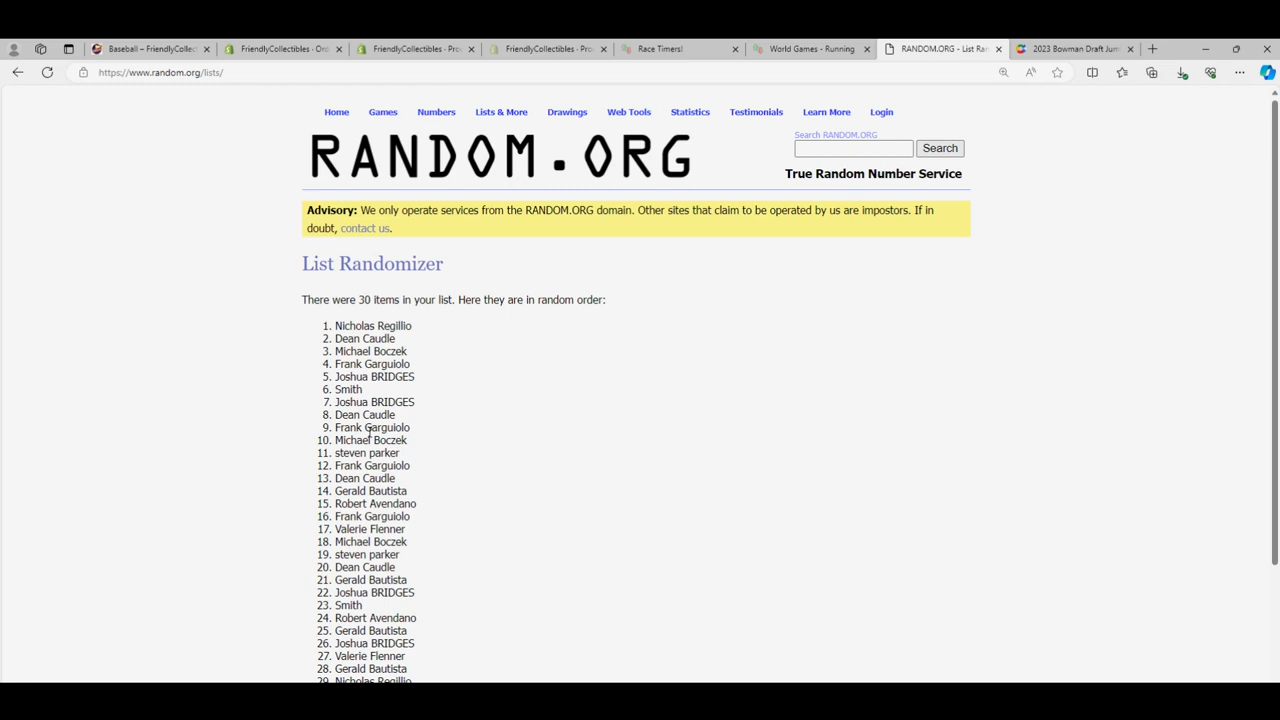 Baseball – FriendlyCollec
FriendlyCollectibles · Ord
FriendlyCollectibles · Pro
FriendlyCollectibles · Pro
Race Timers!
World Games - Running
RANDOM.ORG - List Ran
2023 Bowman Draft Jum
https://www.random.org/lists/
Home Games Numbers Lists & More Drawings Web Tools Statistics Testimonials Learn More Login
RANDOM.ORG
Search RANDOM.ORG
Search
True Random Number Service
Advisory: We only operate services from the RANDOM.ORG domain. Other sites that claim to be operated by us are impostors. If in
doubt, contact us.
List Randomizer
There were 30 items in your list. Here they are in random order:
1. Nicholas Regillio
2. Dean Caudle
3. Michael Boczek
4. Frank Garguiolo
5. Joshua BRIDGES
6. Smith
7. Joshua BRIDGES
8. Dean Caudle
9. Frank Garguiolo
10. Michael Boczek
11. steven parker
12. Frank Garguiolo
13. Dean Caudle
14. Gerald Bautista
15. Robert Avendano
16. Frank Garguiolo
17. Valerie Flenner
18. Michael Boczek
19. steven parker
20. Dean Caudle
21. Gerald Bautista
22. Joshua BRIDGES
23. Smith
24. Robert Avendano
25. Gerald Bautista
26. Joshua BRIDGES
27. Valerie Flenner
28. Gerald Bautista
29. Nicholas Regillio